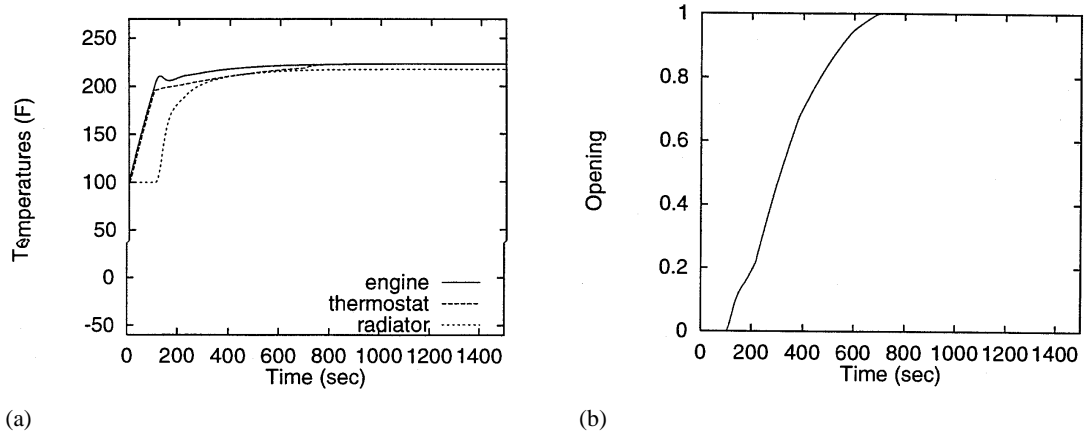 250
200
150
100
50
0
-50
Temperatures (F)
engine
thermostat
radiator
0 200 400 600 800 1000 1200 1400
Time (sec)
(a)
1
0.8
0.6
0.4
0.2
0
Opening
0 200 400 600 800 1000 1200 1400
Time (sec)
(b)